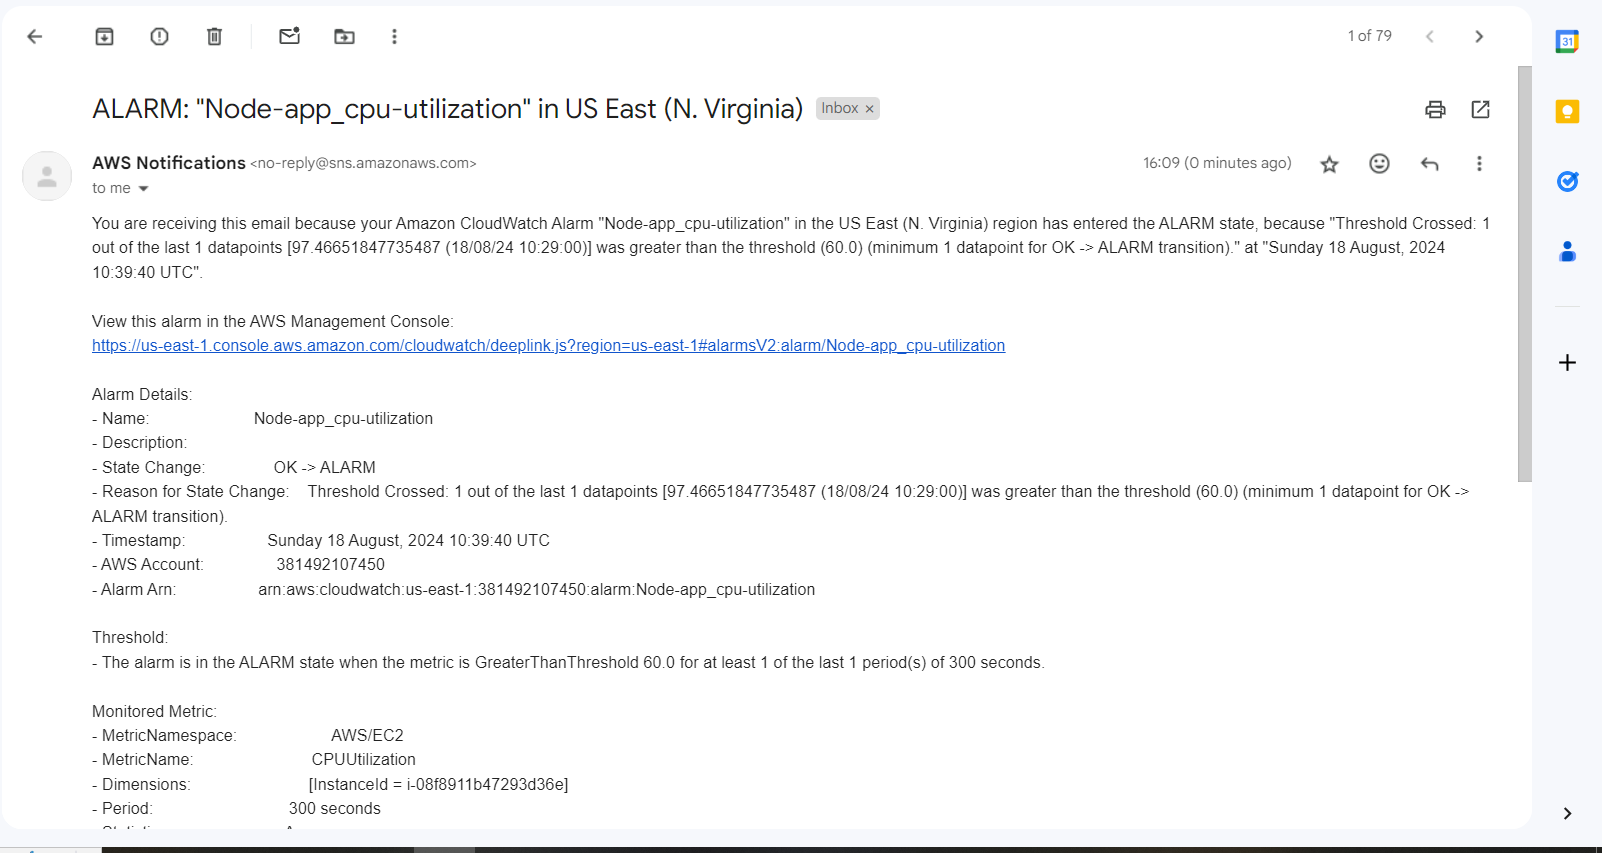 1 of 79
31
ALARM: "Node-app_cpu-utilization" in US East (N. Virginia) Inbox ×
AWS Notifications <no-reply@sns.amazonaws.com> 16:09 (0 minutes ago)
to me
You are receiving this email because your Amazon CloudWatch Alarm "Node-app_cpu-utilization" in the US East (N. Virginia) region has entered the ALARM state, because "Threshold Crossed: 1
out of the last 1 datapoints [97.46651847735487 (18/08/24 10:29:00)] was greater than the threshold (60.0) (minimum 1 datapoint for OK -> ALARM transition)." at "Sunday 18 August, 2024
10:39:40 UTC".
View this alarm in the AWS Management Console:
https://us-east-1.console.aws.amazon.com/cloudwatch/deeplink.js?region=us-east-1#alarmsV2:alarm/Node-app_cpu-utilization
Alarm Details:
- Name: Node-app_cpu-utilization
- Description:
- State Change: OK -> ALARM
- Reason for State Change: Threshold Crossed: 1 out of the last 1 datapoints [97.46651847735487 (18/08/24 10:29:00)] was greater than the threshold (60.0) (minimum 1 datapoint for OK ->
ALARM transition).
- Timestamp: Sunday 18 August, 2024 10:39:40 UTC
- AWS Account: 381492107450
- Alarm Arn: arn:aws:cloudwatch:us-east-1:381492107450:alarm:Node-app_cpu-utilization
Threshold:
- The alarm is in the ALARM state when the metric is GreaterThanThreshold 60.0 for at least 1 of the last 1 period(s) of 300 seconds.
Monitored Metric:
- MetricNamespace: AWS/EC2
- MetricName: CPUUtilization
- Dimensions: [InstanceId = i-08f8911b47293d36e]
- Period: 300 seconds